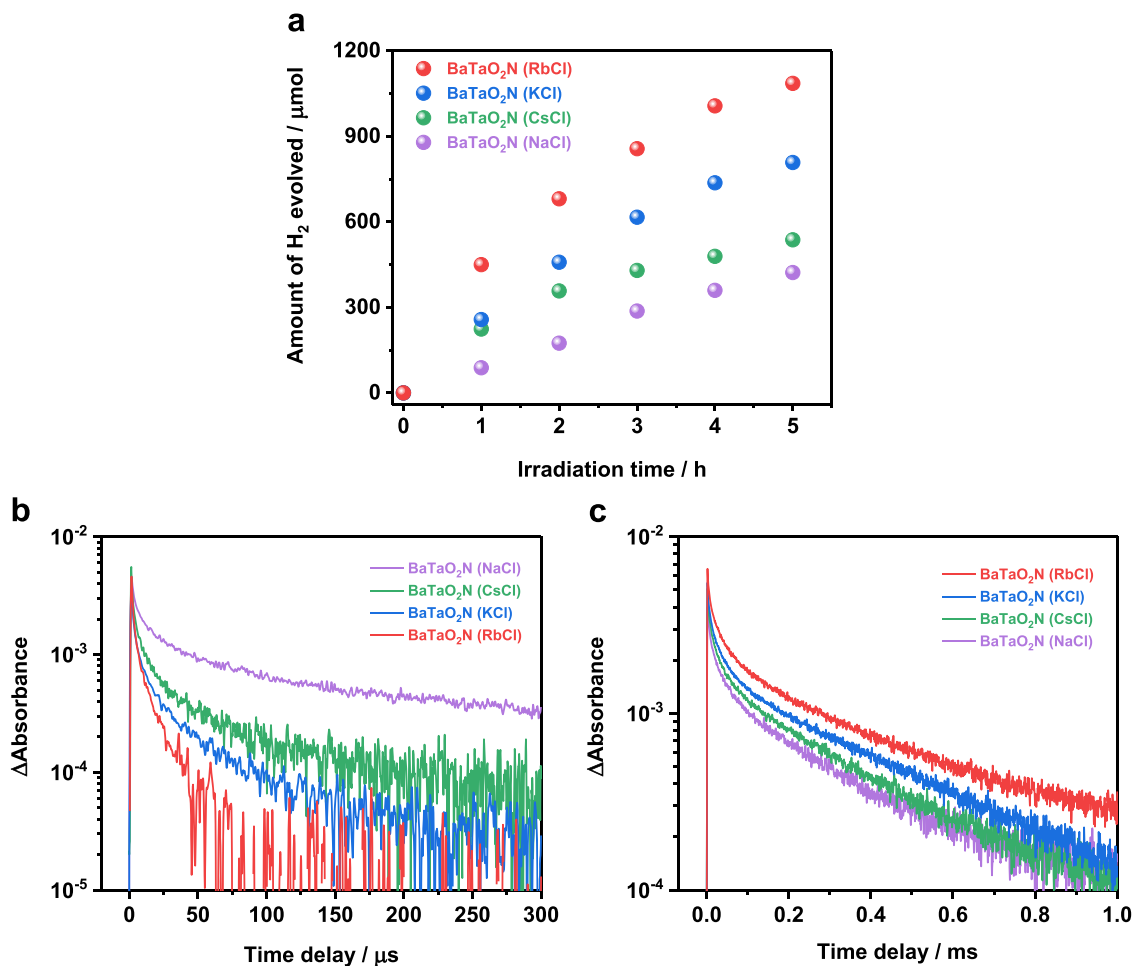 a
1200
900
600
300
0
Amount of H₂ evolved / μmol
BaTaO₂N (RbCl)
BaTaO₂N (KCl)
BaTaO₂N (CsCl)
BaTaO₂N (NaCl)
0 1 2 3 4 5
Irradiation time / h
b
10⁻²
10⁻³
10⁻⁴
10⁻⁵
ΔAbsorbance
BaTaO₂N (NaCl)
BaTaO₂N (CsCl)
BaTaO₂N (KCl)
BaTaO₂N (RbCl)
0 50 100 150 200 250 300
Time delay / μs
c
10⁻²
10⁻³
10⁻⁴
ΔAbsorbance
BaTaO₂N (RbCl)
BaTaO₂N (KCl)
BaTaO₂N (CsCl)
BaTaO₂N (NaCl)
0.0 0.2 0.4 0.6 0.8 1.0
Time delay / ms